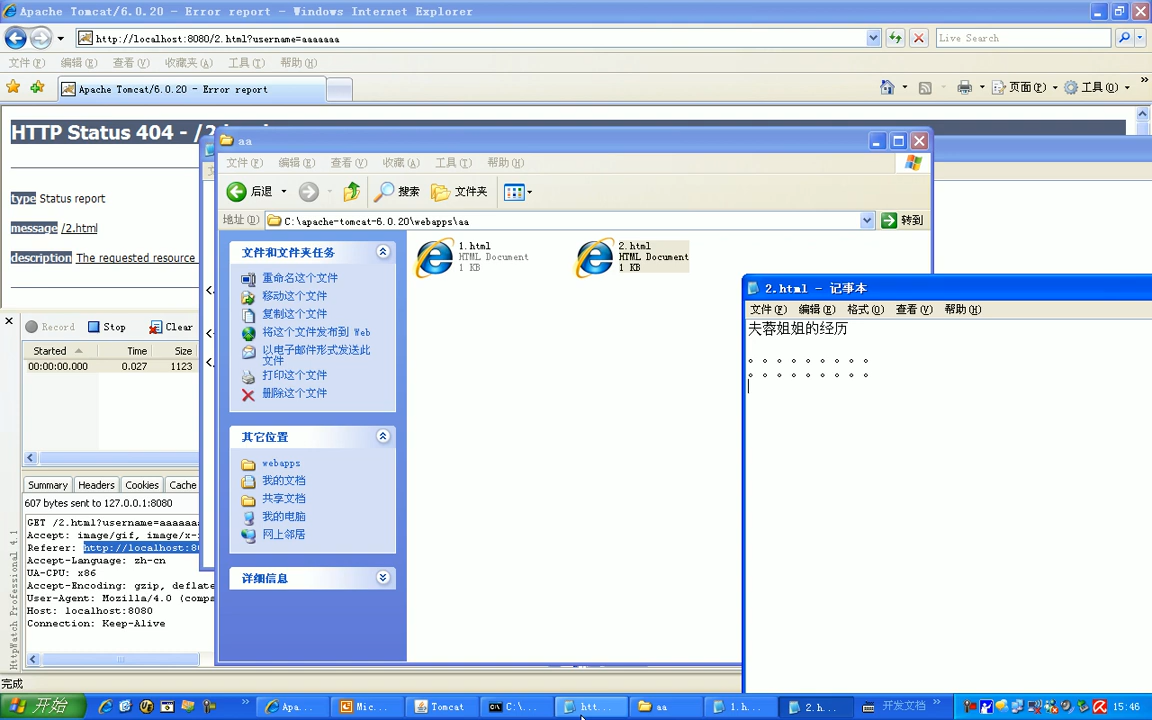 Apache Tomcat/6.0.20 - Error report - Windows Internet Explorer
http://localhost:8080/2.html?username=aaaaaaa
Live Search
文件(F) 编辑(E) 查看(V) 收藏夹(A) 工具(T) 帮助(H)
Apache Tomcat/6.0.20 - Error report
页面(P) 工具(O)
HTTP Status 404 - /2.html
type Status report
message /2.html
description The requested resource
aa
文件(F) 编辑(E) 查看(V) 收藏(A) 工具(T) 帮助(H)
后退 搜索 文件夹
地址(D) C:\apache-tomcat-6.0.20\webapps\aa 转到
文件和文件夹任务
重命名这个文件
移动这个文件
复制这个文件
将这个文件发布到 Web
以电子邮件形式发送此
文件
打印这个文件
删除这个文件
其它位置
webapps
我的文档
共享文档
我的电脑
网上邻居
详细信息
1.html
HTML Document
1 KB
2.html
HTML Document
1 KB
2.html - 记事本
文件(F) 编辑(E) 格式(O) 查看(V) 帮助(H)
夫蓉姐姐的经历
。。。。。。。。。
。。。。。。。。。
Record Stop Clear
Started Time Size
00:00:00.000 0.027 1123
Summary Headers Cookies Cache
607 bytes sent to 127.0.0.1:8080
GET /2.html?username=aaaaaaa
Accept: image/gif, image/x-
Referer: http://localhost:80
Accept-Language: zh-cn
UA-CPU: x86
Accept-Encoding: gzip, deflate
User-Agent: Mozilla/4.0 (compa
Host: localhost:8080
Connection: Keep-Alive
HttpWatch Professional 4.1
完成
开始 Apa... Mic... Tomcat C:\... htt... aa 1.h... 2.h... 开发文档 15:46